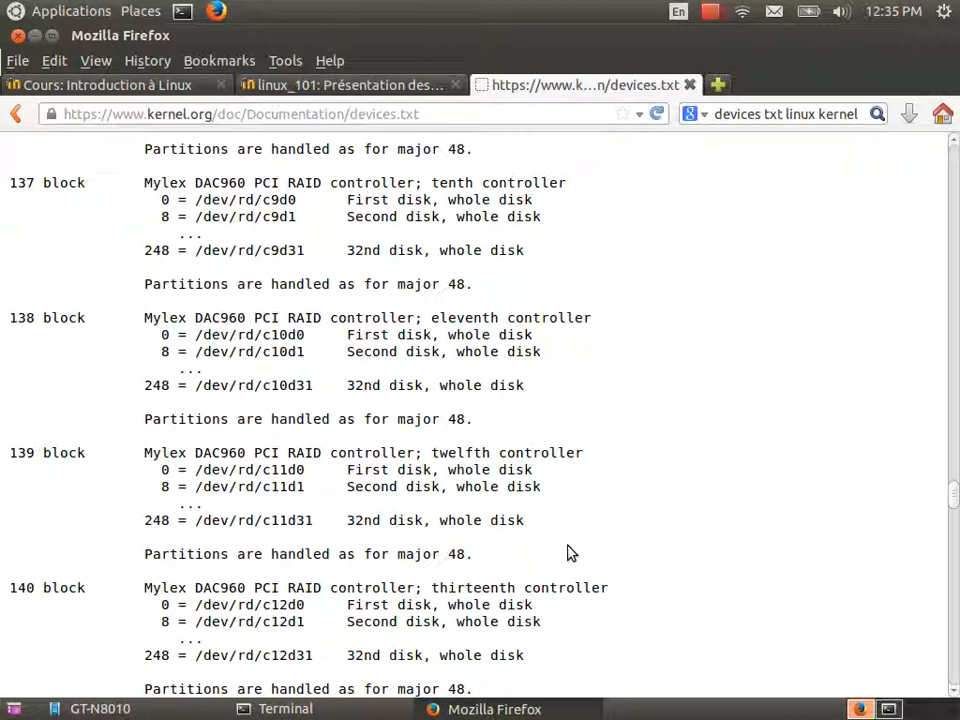 Applications Places En 12:35 PM
Mozilla Firefox
File Edit View History Bookmarks Tools Help
Cours: Introduction à Linux linux_101: Présentation des... https://www.k...n/devices.txt
https://www.kernel.org/doc/Documentation/devices.txt devices txt linux kernel
Partitions are handled as for major 48.
137 block Mylex DAC960 PCI RAID controller; tenth controller
0 = /dev/rd/c9d0 First disk, whole disk
8 = /dev/rd/c9d1 Second disk, whole disk
...
248 = /dev/rd/c9d31 32nd disk, whole disk
Partitions are handled as for major 48.
138 block Mylex DAC960 PCI RAID controller; eleventh controller
0 = /dev/rd/c10d0 First disk, whole disk
8 = /dev/rd/c10d1 Second disk, whole disk
...
248 = /dev/rd/c10d31 32nd disk, whole disk
Partitions are handled as for major 48.
139 block Mylex DAC960 PCI RAID controller; twelfth controller
0 = /dev/rd/c11d0 First disk, whole disk
8 = /dev/rd/c11d1 Second disk, whole disk
...
248 = /dev/rd/c11d31 32nd disk, whole disk
Partitions are handled as for major 48.
140 block Mylex DAC960 PCI RAID controller; thirteenth controller
0 = /dev/rd/c12d0 First disk, whole disk
8 = /dev/rd/c12d1 Second disk, whole disk
...
248 = /dev/rd/c12d31 32nd disk, whole disk
Partitions are handled as for major 48.
GT-N8010 Terminal Mozilla Firefox